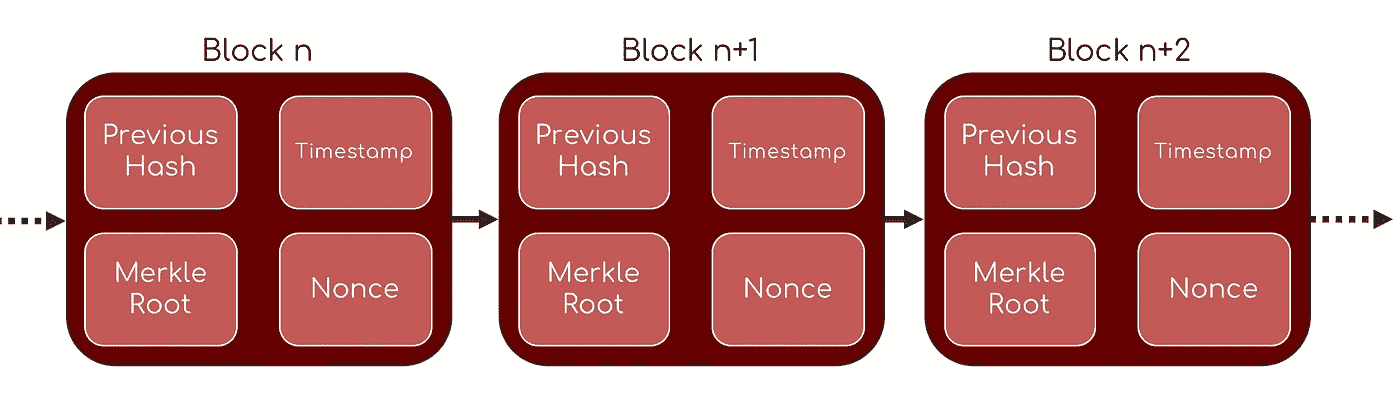 Block n
Previous
Hash
Timestamp
Merkle
Root
Nonce
Block n+1
Previous
Hash
Timestamp
Merkle
Root
Nonce
Block n+2
Previous
Hash
Timestamp
Merkle
Root
Nonce